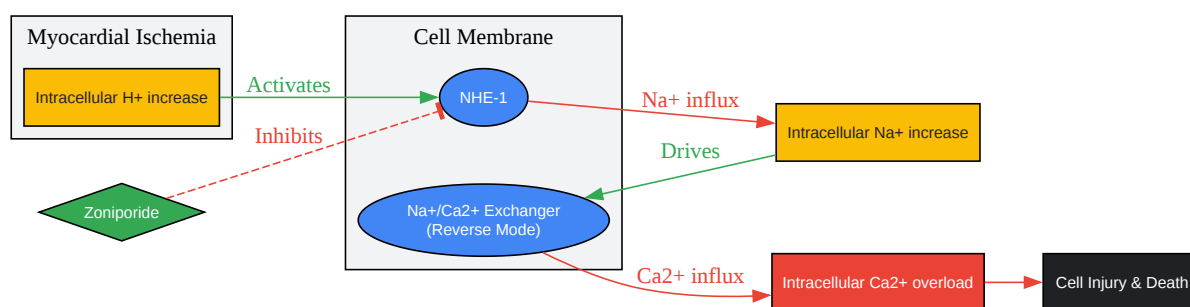 Myocardial Ischemia
Intracellular H+ increase
Activates
Inhibits
Zoniporide
Cell Membrane
NHE-1
Na+/Ca2+ Exchanger
(Reverse Mode)
Na+ influx
Drives
Ca2+ influx
Intracellular Na+ increase
Intracellular Ca2+ overload
Cell Injury & Death